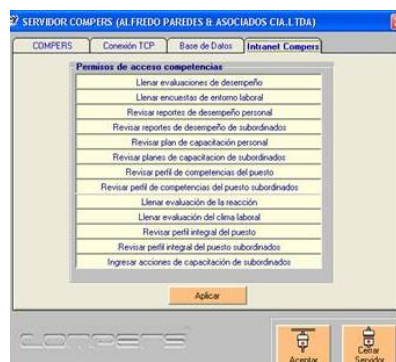 SERVIDOR COMPERS (ALFREDO PAREDES & ASOCIADOS CIA.LTDA)
COMPERS
Conexión TCP
Base de Datos
Intranet Compers
Permisos de acceso competencias
Llenar evaluaciones de desempeño
Llenar encuestas de entorno laboral
Revisar reportes de desempeño personal
Revisar reportes de desempeño de subordinados
Revisar plan de capacitación personal
Revisar planes de capacitacion de subordinados
Revisar perfil de competencias del puesto
Revisar perfil de competencias del puesto subordinados
Llenar evaluación de la reacción
Llenar evaluación del clima laboral
Revisar perfil integral del puesto
Revisar perfil integral del puesto subordinados
Ingresar acciones de capacitación de subordinados
Aplicar
COMPERS
Aceptar
Cerrar
Servidor